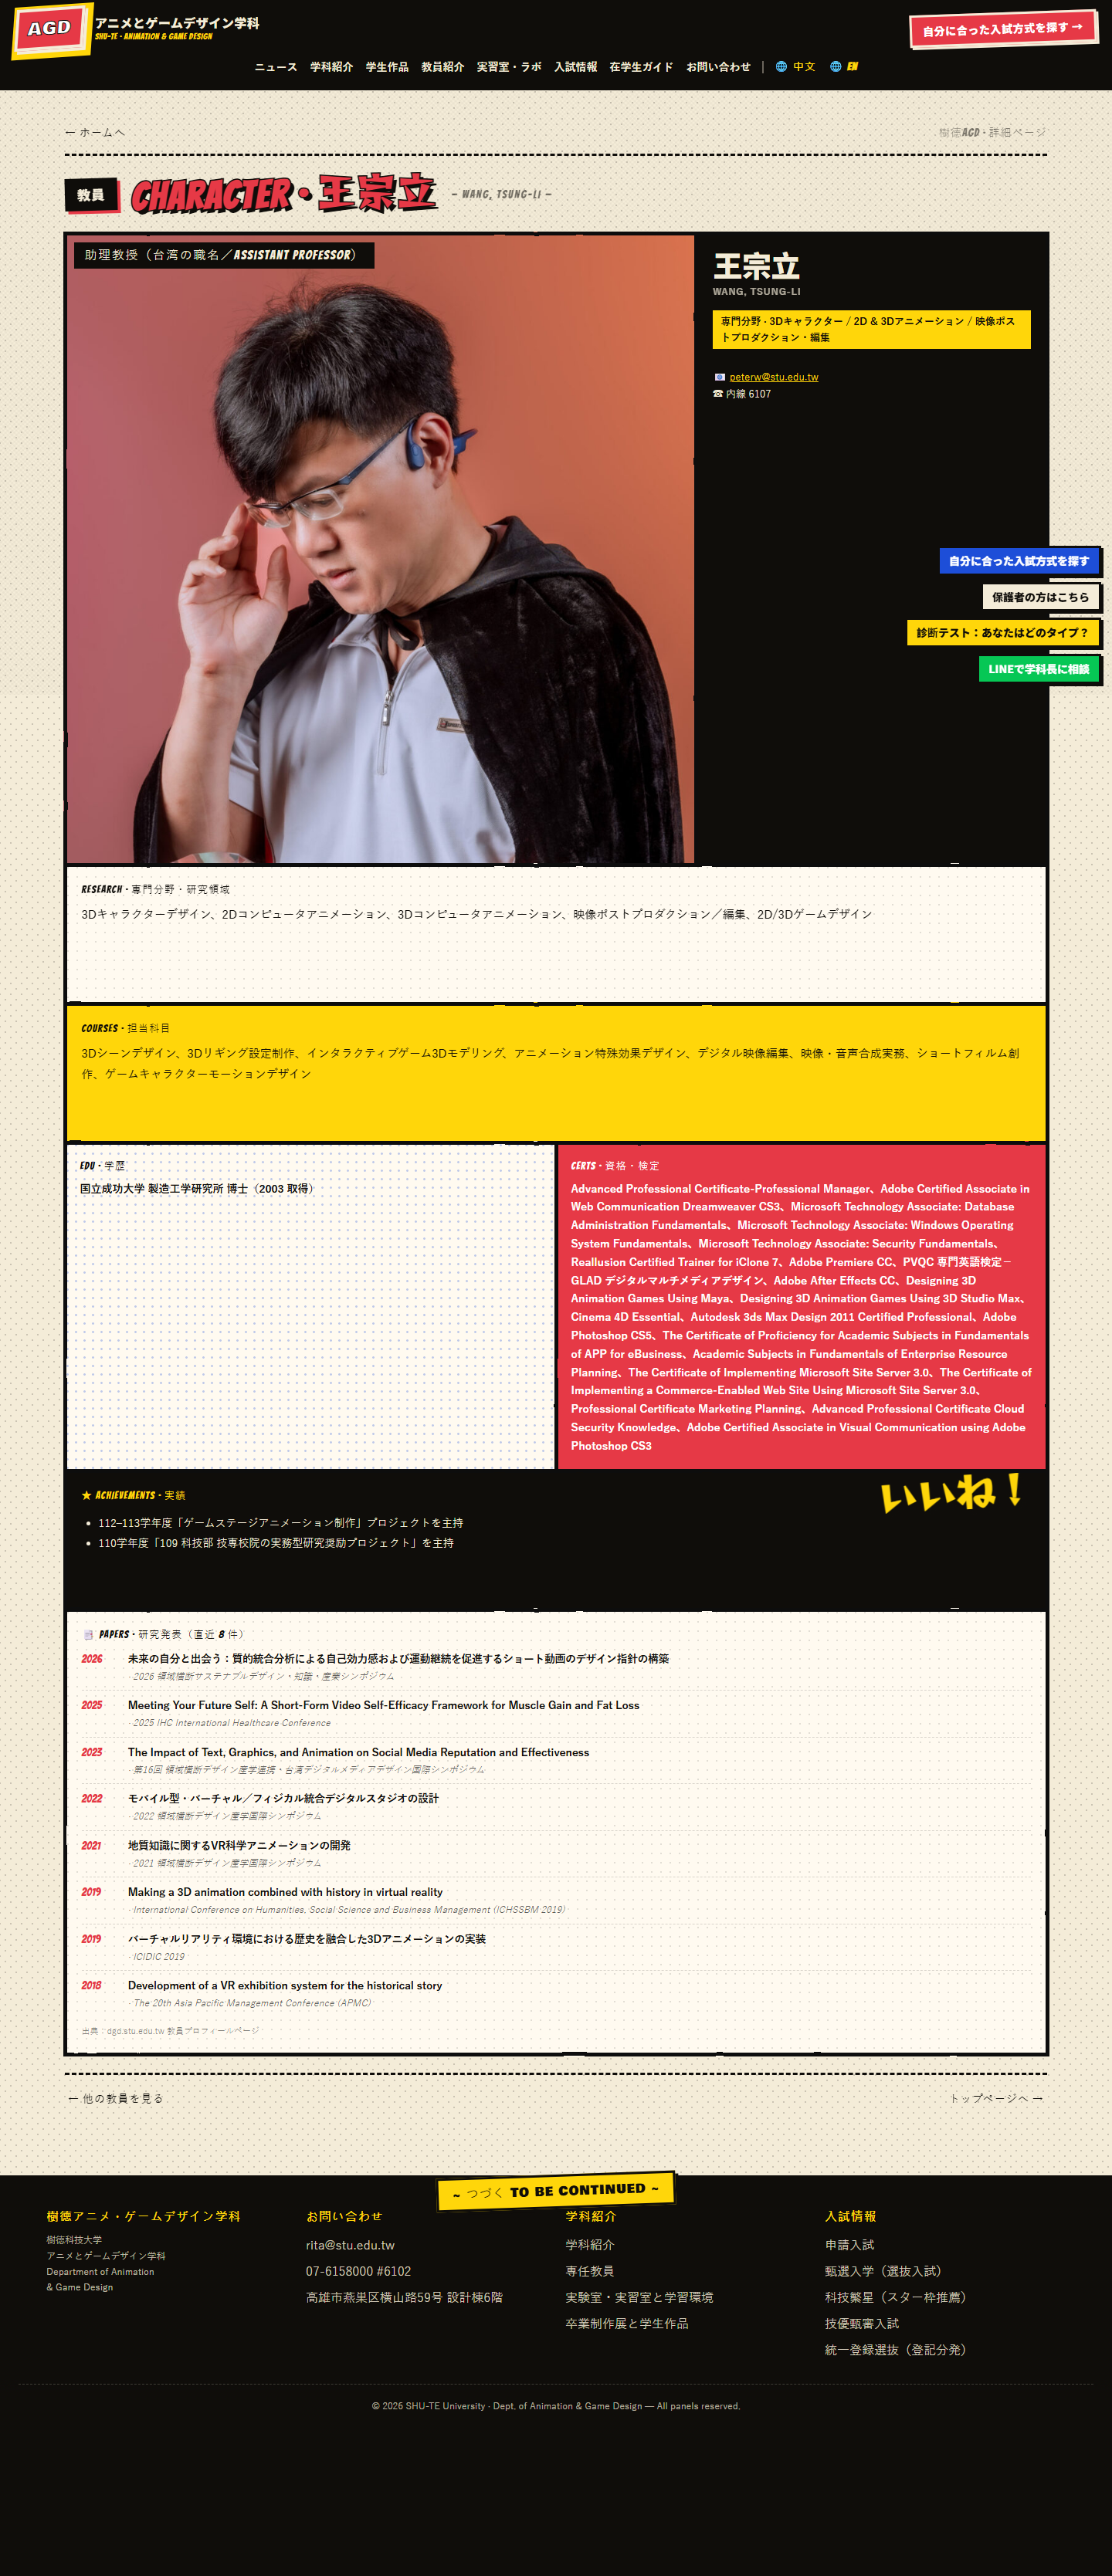 AGD
アニメとゲームデザイン学科
SHU-TE · ANIMATION & GAME DESIGN
自分に合った入試方式を探す →
ニュース 学科紹介 学生作品 教員紹介 実習室・ラボ 入試情報 在学生ガイド お問い合わせ | 中文 EN
← ホームへ
樹德AGD · 詳細ページ
教員
CHARACTER · 王宗立
— WANG, TSUNG-LI —
助理教授（台湾の職名／ASSISTANT PROFESSOR）
王宗立
WANG, TSUNG-LI
専門分野 · 3Dキャラクター / 2D & 3Dアニメーション / 映像ポス
トプロダクション・編集
peterw@stu.edu.tw
☎ 内線 6107
自分に合った入試方式を探す
保護者の方はこちら
診断テスト：あなたはどのタイプ？
LINEで学科長に相談
RESEARCH · 専門分野・研究領域
3Dキャラクターデザイン、2Dコンピュータアニメーション、3Dコンピュータアニメーション、映像ポストプロダクション／編集、2D/3Dゲームデザイン
COURSES · 担当科目
3Dシーンデザイン、3Dリギング設定制作、インタラクティブゲーム3Dモデリング、アニメーション特殊効果デザイン、デジタル映像編集、映像・音声合成実務、ショートフィルム創
作、ゲームキャラクターモーションデザイン
EDU · 学歴
国立成功大学 製造工学研究所 博士（2003 取得）
CERTS · 資格・検定
Advanced Professional Certificate-Professional Manager、Adobe Certified Associate in
Web Communication Dreamweaver CS3、Microsoft Technology Associate: Database
Administration Fundamentals、Microsoft Technology Associate: Windows Operating
System Fundamentals、Microsoft Technology Associate: Security Fundamentals、
Reallusion Certified Trainer for iClone 7、Adobe Premiere CC、PVQC 専門英語検定－
GLAD デジタルマルチメディアデザイン、Adobe After Effects CC、Designing 3D
Animation Games Using Maya、Designing 3D Animation Games Using 3D Studio Max、
Cinema 4D Essential、Autodesk 3ds Max Design 2011 Certified Professional、Adobe
Photoshop CS5、The Certificate of Proficiency for Academic Subjects in Fundamentals
of APP for eBusiness、Academic Subjects in Fundamentals of Enterprise Resource
Planning、The Certificate of Implementing Microsoft Site Server 3.0、The Certificate of
Implementing a Commerce-Enabled Web Site Using Microsoft Site Server 3.0、
Professional Certificate Marketing Planning、Advanced Professional Certificate Cloud
Security Knowledge、Adobe Certified Associate in Visual Communication using Adobe
Photoshop CS3
★ ACHIEVEMENTS · 実績
いいね！
• 112–113学年度「ゲームステージアニメーション制作」プロジェクトを主持
• 110学年度「109 科技部 技専校院の実務型研究奨励プロジェクト」を主持
PAPERS · 研究発表（直近 8 件）
2026 未来の自分と出会う：質的統合分析による自己効力感および運動継続を促進するショート動画のデザイン指針の構築
· 2026 領域横断サステナブルデザイン・知識・産業シンポジウム
2025 Meeting Your Future Self: A Short-Form Video Self-Efficacy Framework for Muscle Gain and Fat Loss
· 2025 IHC International Healthcare Conference
2023 The Impact of Text, Graphics, and Animation on Social Media Reputation and Effectiveness
· 第16回 領域横断デザイン産学連携・台湾デジタルメディアデザイン国際シンポジウム
2022 モバイル型・バーチャル／フィジカル統合デジタルスタジオの設計
· 2022 領域横断デザイン産学国際シンポジウム
2021 地質知識に関するVR科学アニメーションの開発
· 2021 領域横断デザイン産学国際シンポジウム
2019 Making a 3D animation combined with history in virtual reality
· International Conference on Humanities, Social Science and Business Management (ICHSSBM 2019)
2019 バーチャルリアリティ環境における歴史を融合した3Dアニメーションの実装
· ICIDIC 2019
2018 Development of a VR exhibition system for the historical story
· The 20th Asia Pacific Management Conference (APMC)
出典：dgd.stu.edu.tw 教員プロフィールページ
← 他の教員を見る
トップページへ →
~ つづく TO BE CONTINUED ~
樹德アニメ・ゲームデザイン学科
樹德科技大学
アニメとゲームデザイン学科
Department of Animation
& Game Design
お問い合わせ
rita@stu.edu.tw
07-6158000 #6102
高雄市燕巣区横山路59号 設計棟6階
学科紹介
学科紹介
専任教員
実験室・実習室と学習環境
卒業制作展と学生作品
入試情報
申請入試
甄選入学（選抜入試）
科技繁星（スター枠推薦）
技優甄審入試
統一登録選抜（登記分発）
© 2026 SHU-TE University · Dept. of Animation & Game Design — All panels reserved.